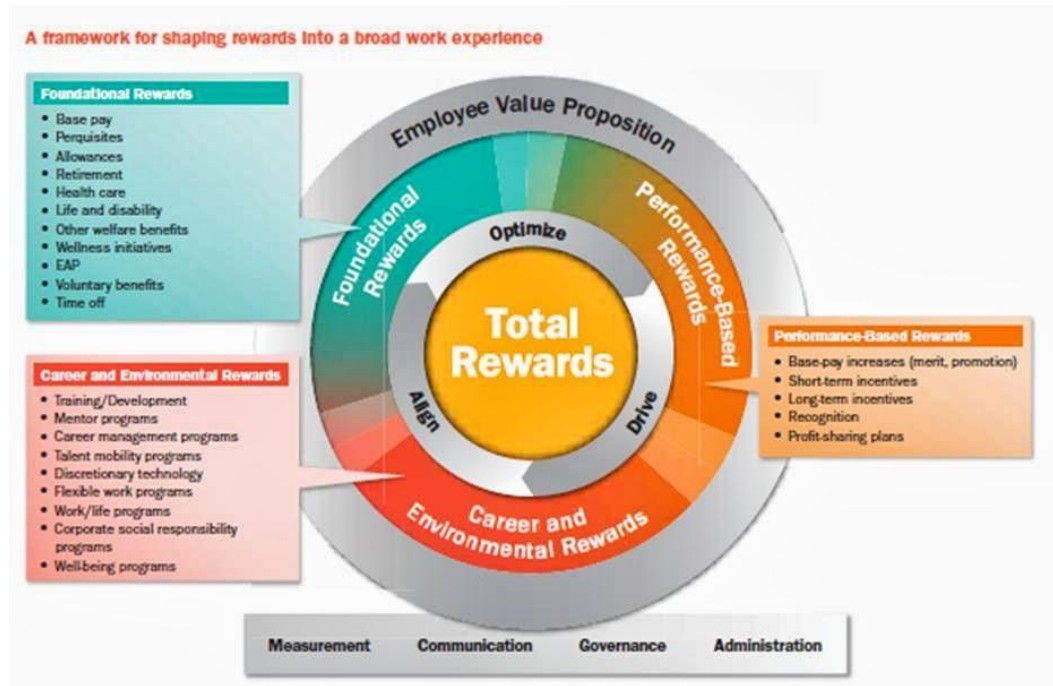 A framework for shaping rewards into a broad work experience
Foundational Rewards
• Base pay
• Perquisites
• Allowances
• Retirement
• Health care
• Life and disability
• Other welfare benefits
• Wellness initiatives
• EAP
• Voluntary benefits
• Time off
Career and Environmental Rewards
• Training/Development
• Mentor programs
• Career management programs
• Talent mobility programs
• Discretionary technology
• Flexible work programs
• Work/life programs
• Corporate social responsibility
programs
• Well-being programs
Employee Value Proposition
Foundational
Rewards
Performance-Based
Rewards
Career and
Environmental Rewards
Optimize
Align
Drive
Total
Rewards
Performance-Based Rewards
• Base-pay increases (merit, promotion)
• Short-term incentives
• Long-term incentives
• Recognition
• Profit-sharing plans
Measurement Communication Governance Administration